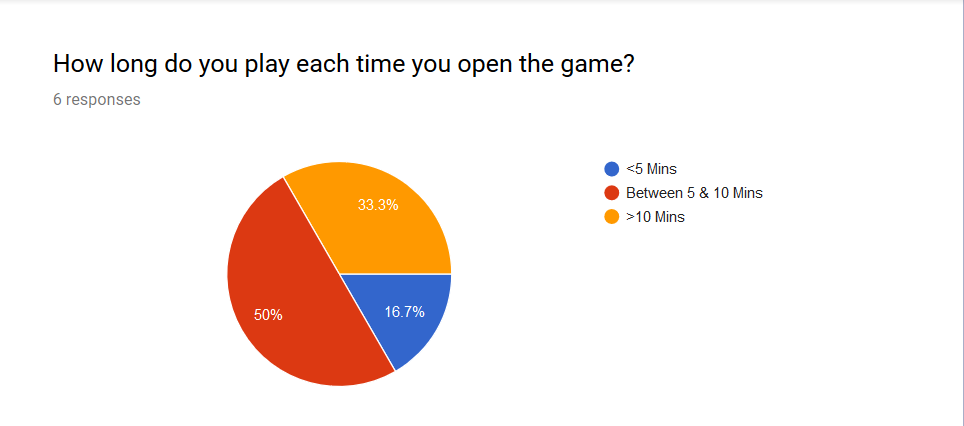 How long do you play each time you open the game?
6 responses
33.3%
16.7%
50%
<5 Mins
Between 5 & 10 Mins
>10 Mins